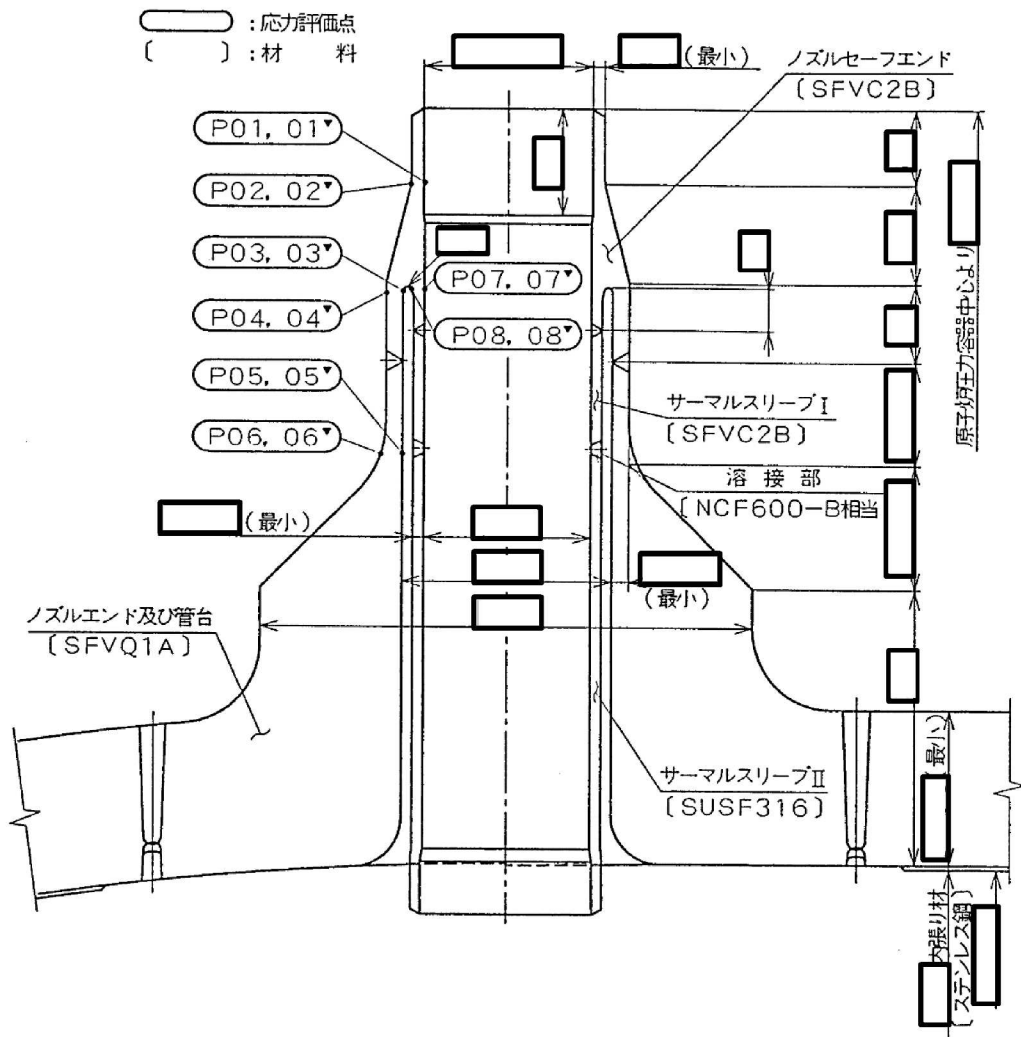 ：応力評価点
〔　　〕：材　料
(最小)
ノズルセーフエンド
〔SFVC2B〕
P01, 01▼
P02, 02▼
P03, 03▼
P07, 07▼
P04, 04▼
P08, 08▼
P05, 05▼
P06, 06▼
原子炉圧力容器中心より
サーマルスリーブⅠ
〔SFVC2B〕
溶接部
〔NCF600−B相当
(最小)
(最小)
ノズルエンド及び管台
〔SFVQ1A〕
サーマルスリーブⅡ
〔SUSF316〕
(最小)
内張り材
〔ステンレス鋼〕